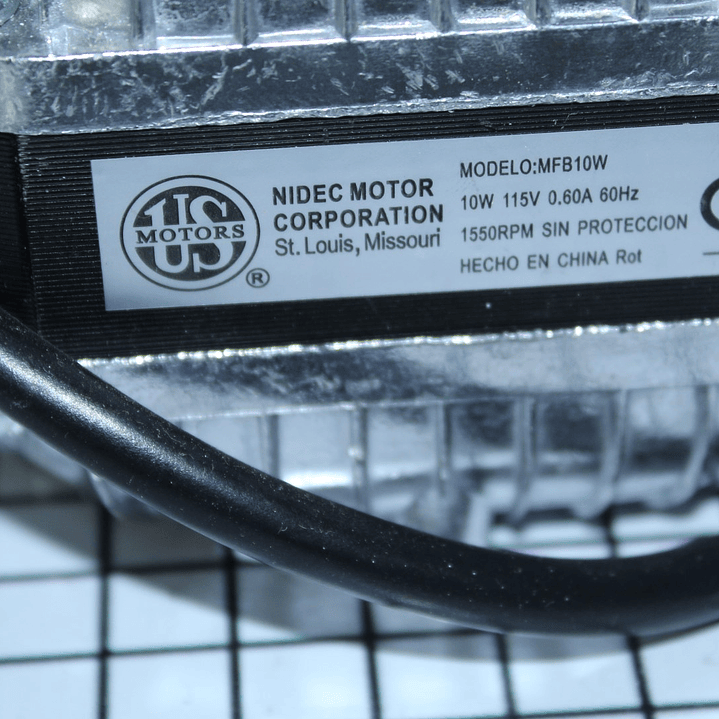 US
MOTORS
®
NIDEC MOTOR
CORPORATION
St. Louis, Missouri
MODELO:MFB10W
10W 115V 0.60A 60Hz
1550RPM SIN PROTECCION
HECHO EN CHINA Rot